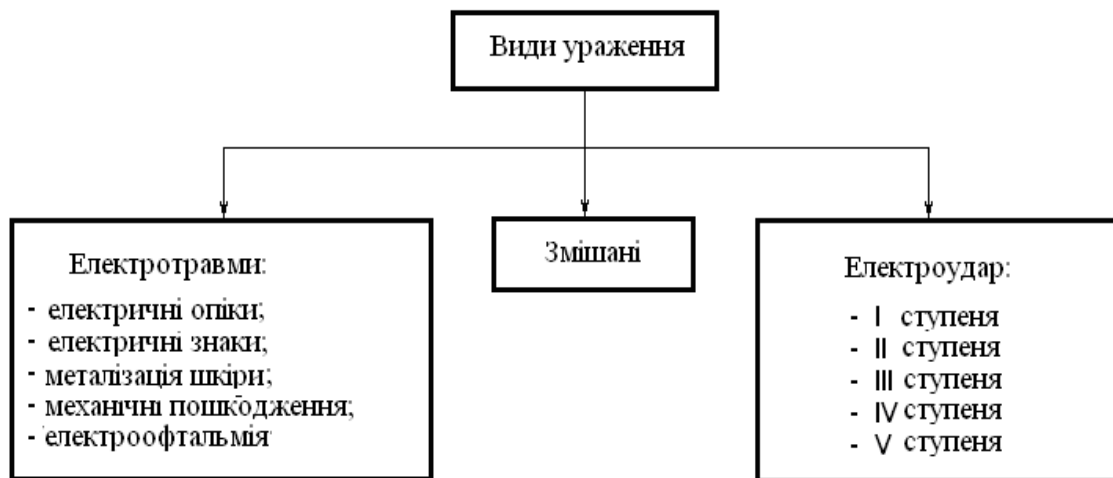 Види ураження
Електротравми:
- електричні опіки;
- електричні знаки;
- металізація шкіри;
- механічні пошкодження;
- електроофтальмія
Змішані
Електроудар:
- I ступеня
- II ступеня
- III ступеня
- IV ступеня
- V ступеня